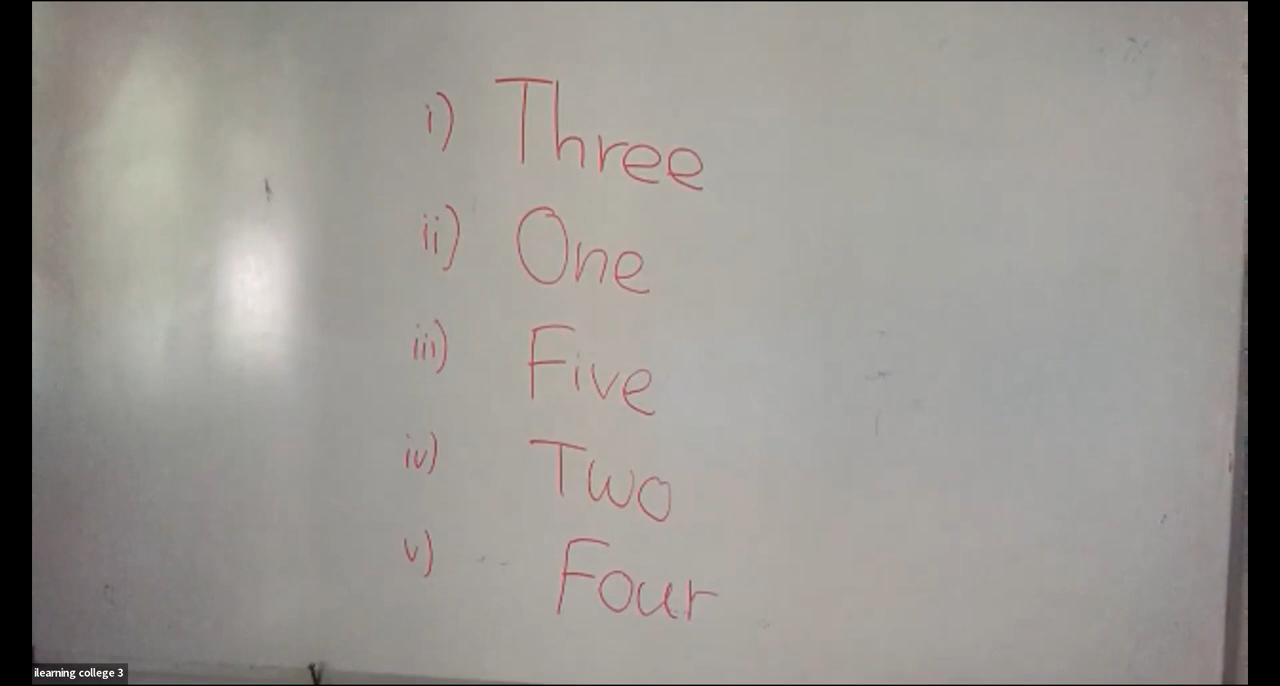 i) Three
ii) One
iii) Five
iv) Two
v) Four
ilearning college 3